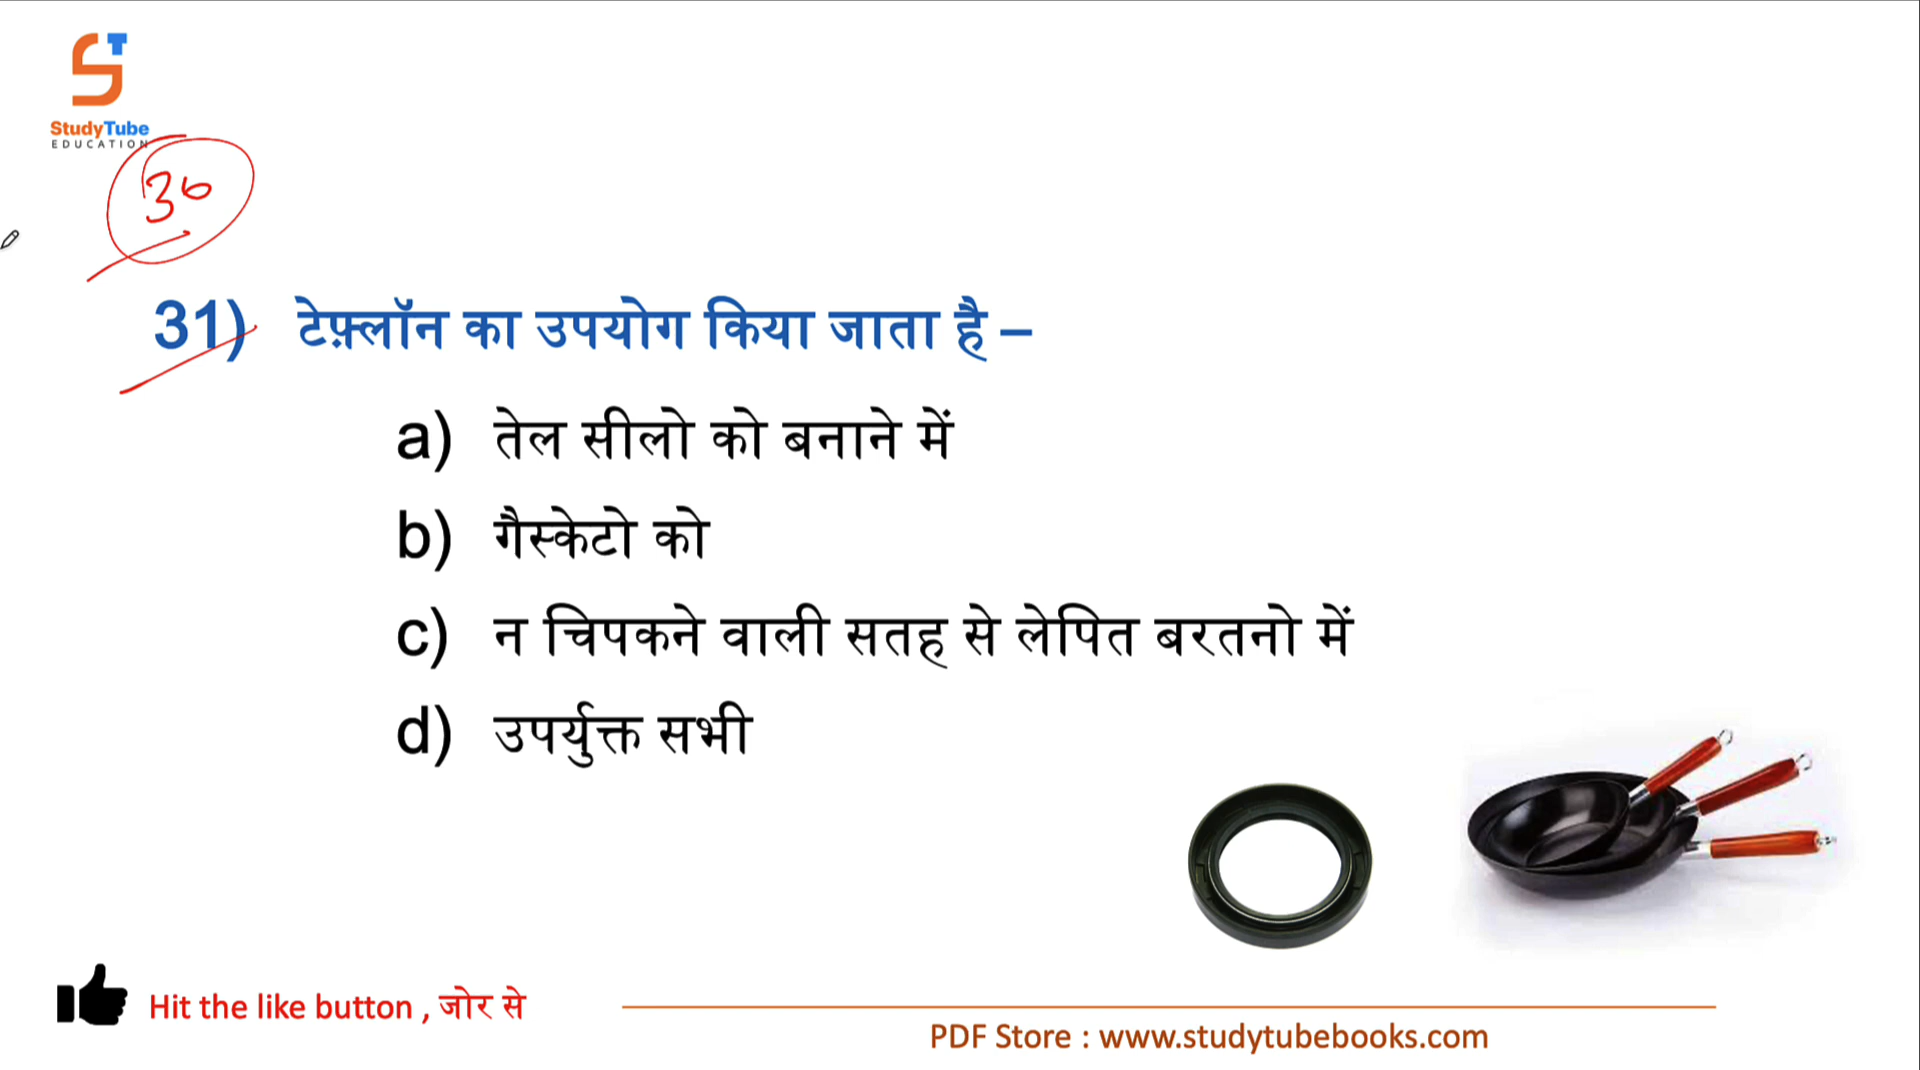 StudyTube
EDUCATION
30
31) टेफ़्लॉन का उपयोग किया जाता है –
a) तेल सीलो को बनाने में
b) गैस्केटो को
c) न चिपकने वाली सतह से लेपित बरतनो में
d) उपर्युक्त सभी
Hit the like button , जोर से
PDF Store : www.studytubebooks.com